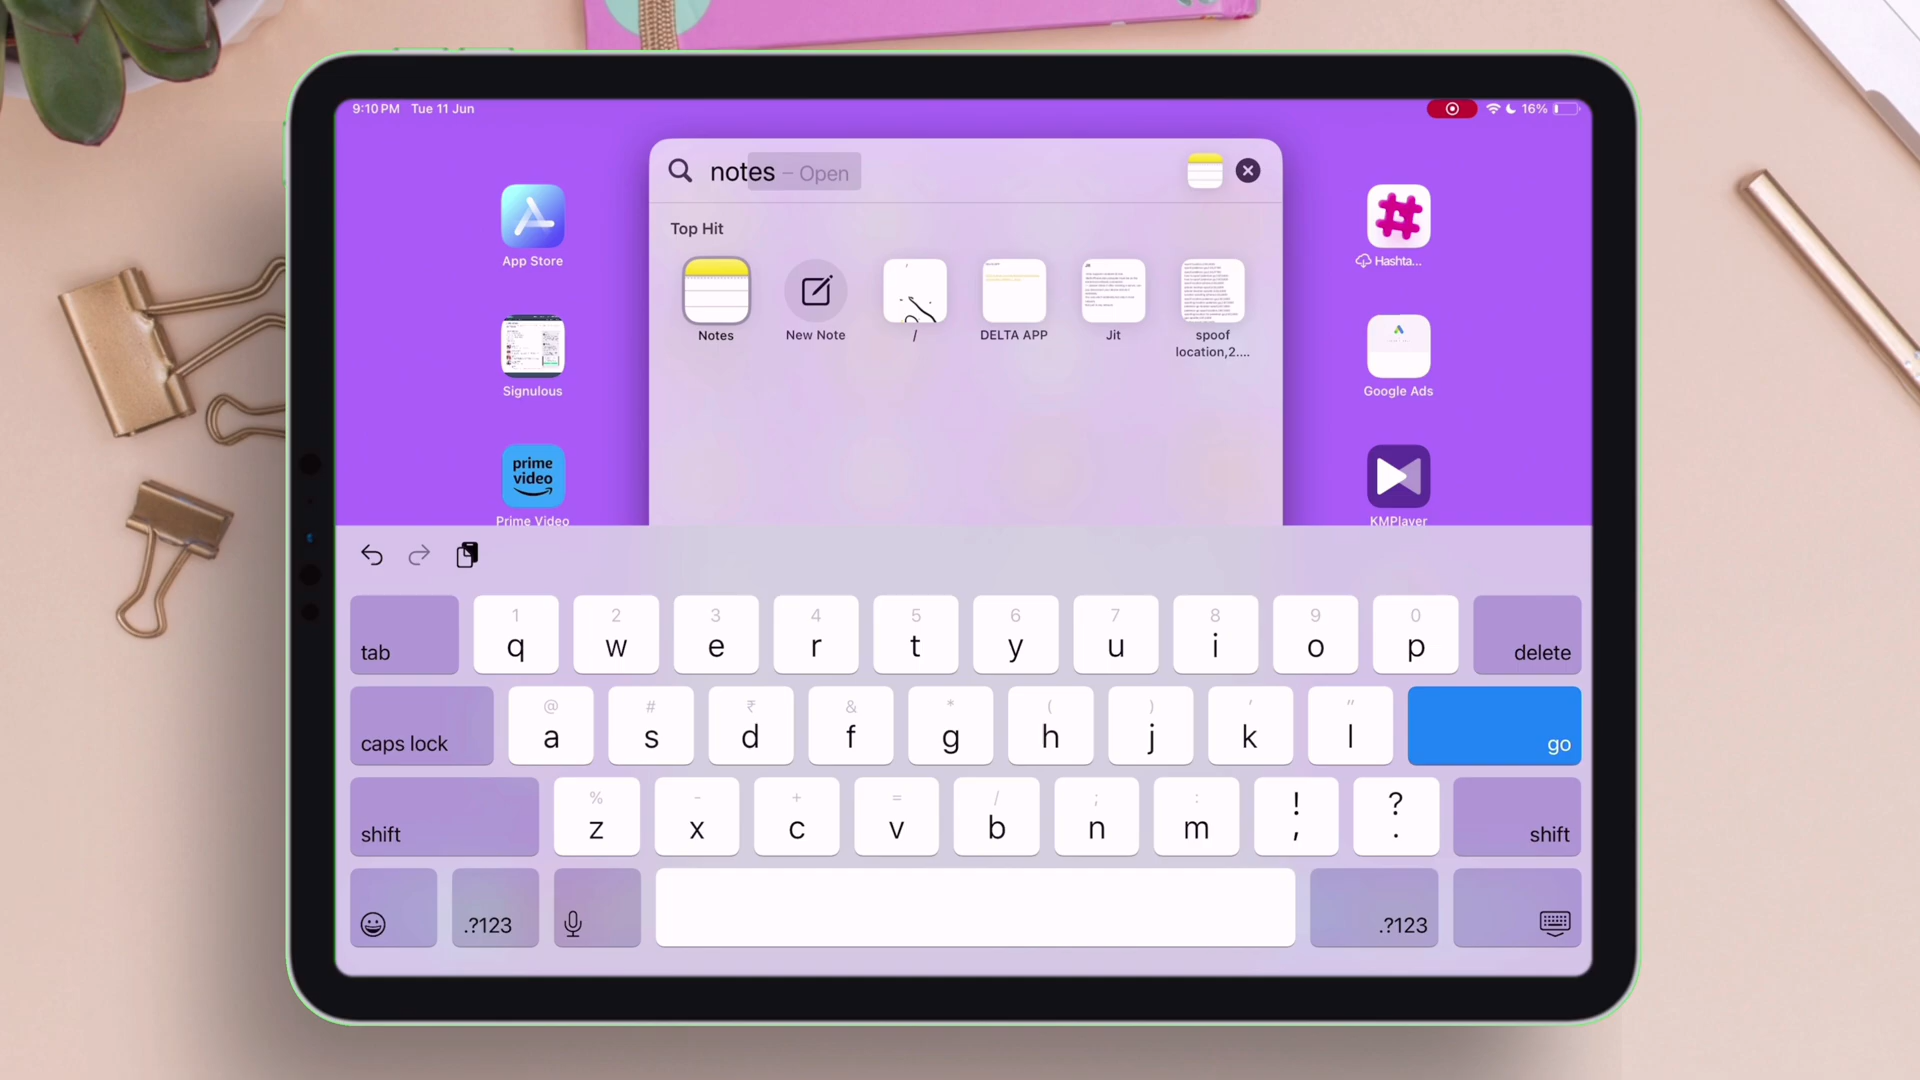 9:10 PM Tue 11 Jun
16%
notes – Open
Top Hit
Notes
New Note
/
DELTA APP
Jit
spoof
location,2....
App Store
Signulous
prime
video
Prime Video
Hashta...
Google Ads
KMPlayer
tab
1 2 3 4 5 6 7 8 9 0
q w e r t y u i o p
delete
@ # ₹ & * ( ) ' "
caps lock
a s d f g h j k l
go
% - + = / ; : ! ?
shift
z x c v b n m , .
shift
.?123
.?123